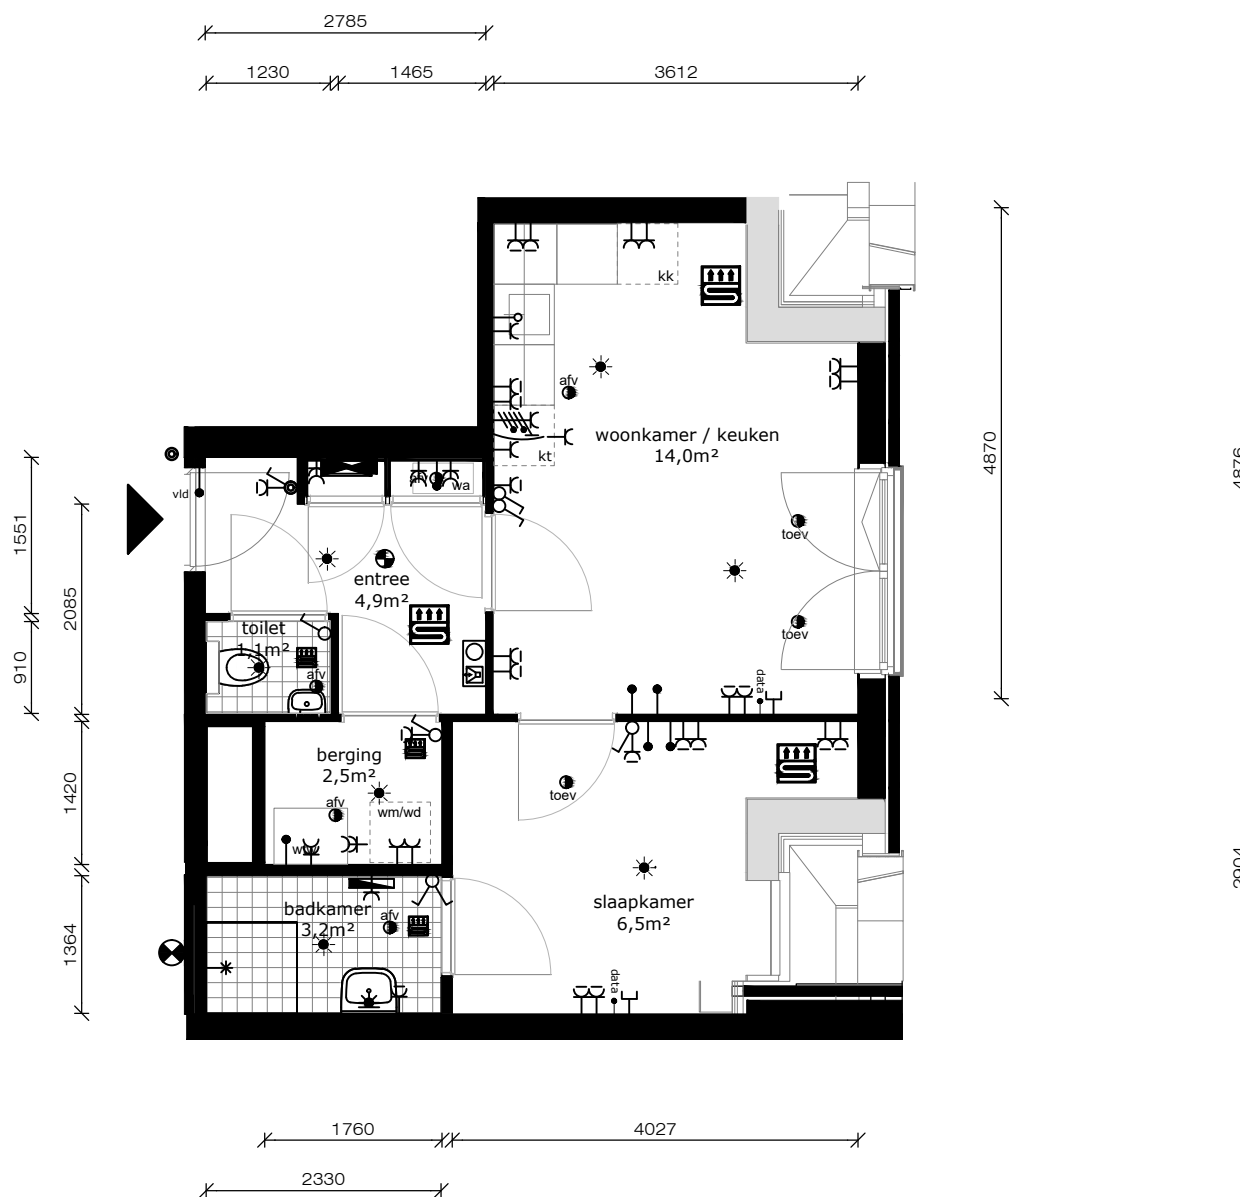 2785
1230
1465
3612
kk
afv
woonkamer / keuken
14,0m²
kt
wa
vld
4870
4876
1551
2085
910
entree
4,9m²
toev
toilet
1,1m²
afv
toev
data
berging
2,5m²
toev
afv
wm/wd
1420
2904
slaapkamer
6,5m²
badkamer
3,2m²
afv
1364
data
1760
4027
2330